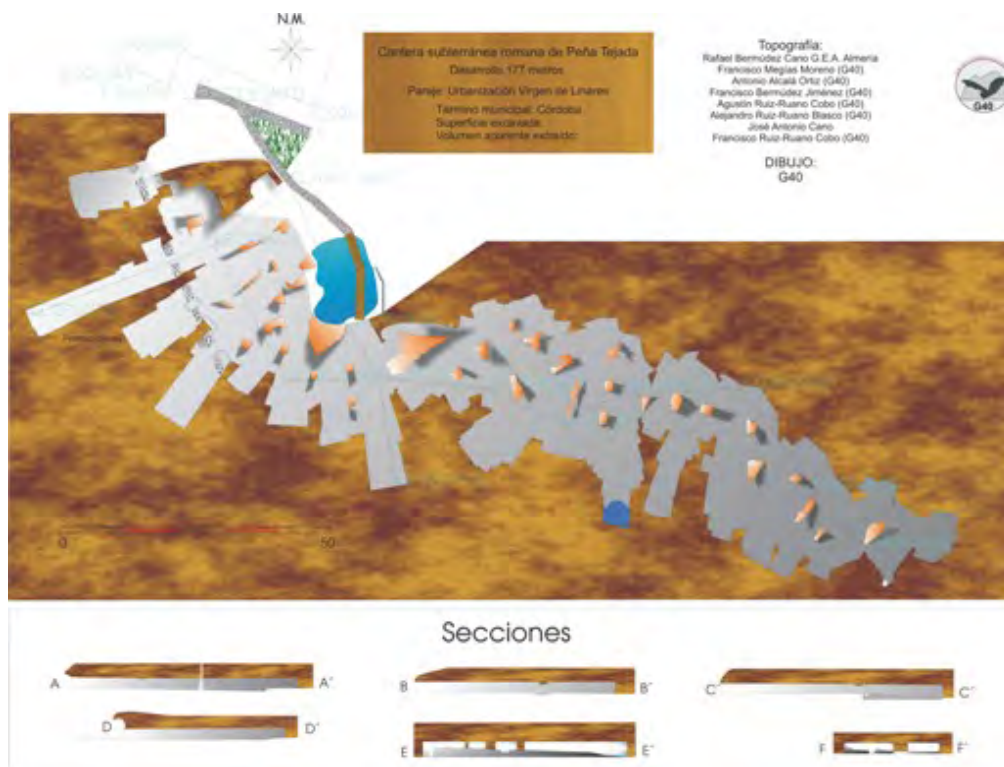 N.M.
Cantera subterránea romana de Peña Tejada
Desarrollo 177 metros
Paraje: Urbanización Virgen de Linares
Término municipal: Córdoba
Superficie excavada:
Volumen aparente extraído:
Topografía:
Rafael Bermúdez Cano G.E.A. Almería
Francisco Megías Moreno (G40)
Antonio Alcalá Ortiz (G40)
Francisco Bermúdez Jiménez (G40)
Agustín Ruiz-Ruano Cobo (G40)
Alejandro Ruiz-Ruano Blasco (G40)
José Antonio Cano
Francisco Ruiz-Ruano Cobo (G40)
DIBUJO:
G40
G40
0 50
Secciones
A A´
B B´
C C´
D D´
E E´
F F´